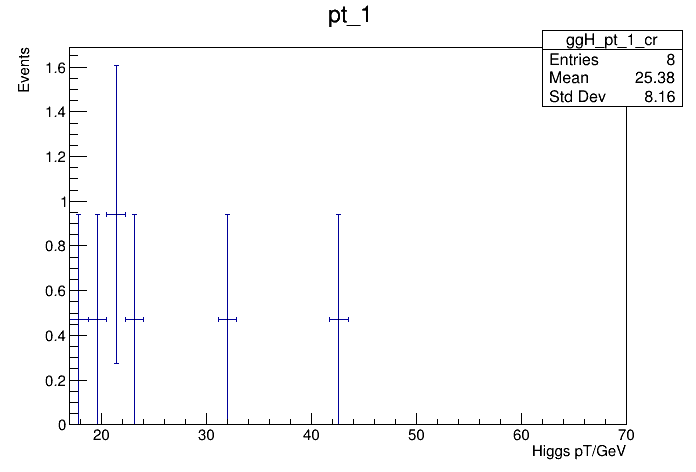 pt_1
ggH_pt_1_cr
Entries 8
Mean 25.38
Std Dev 8.16
Events
1.6
1.4
1.2
1
0.8
0.6
0.4
0.2
0
20 30 40 50 60 70
Higgs pT/GeV